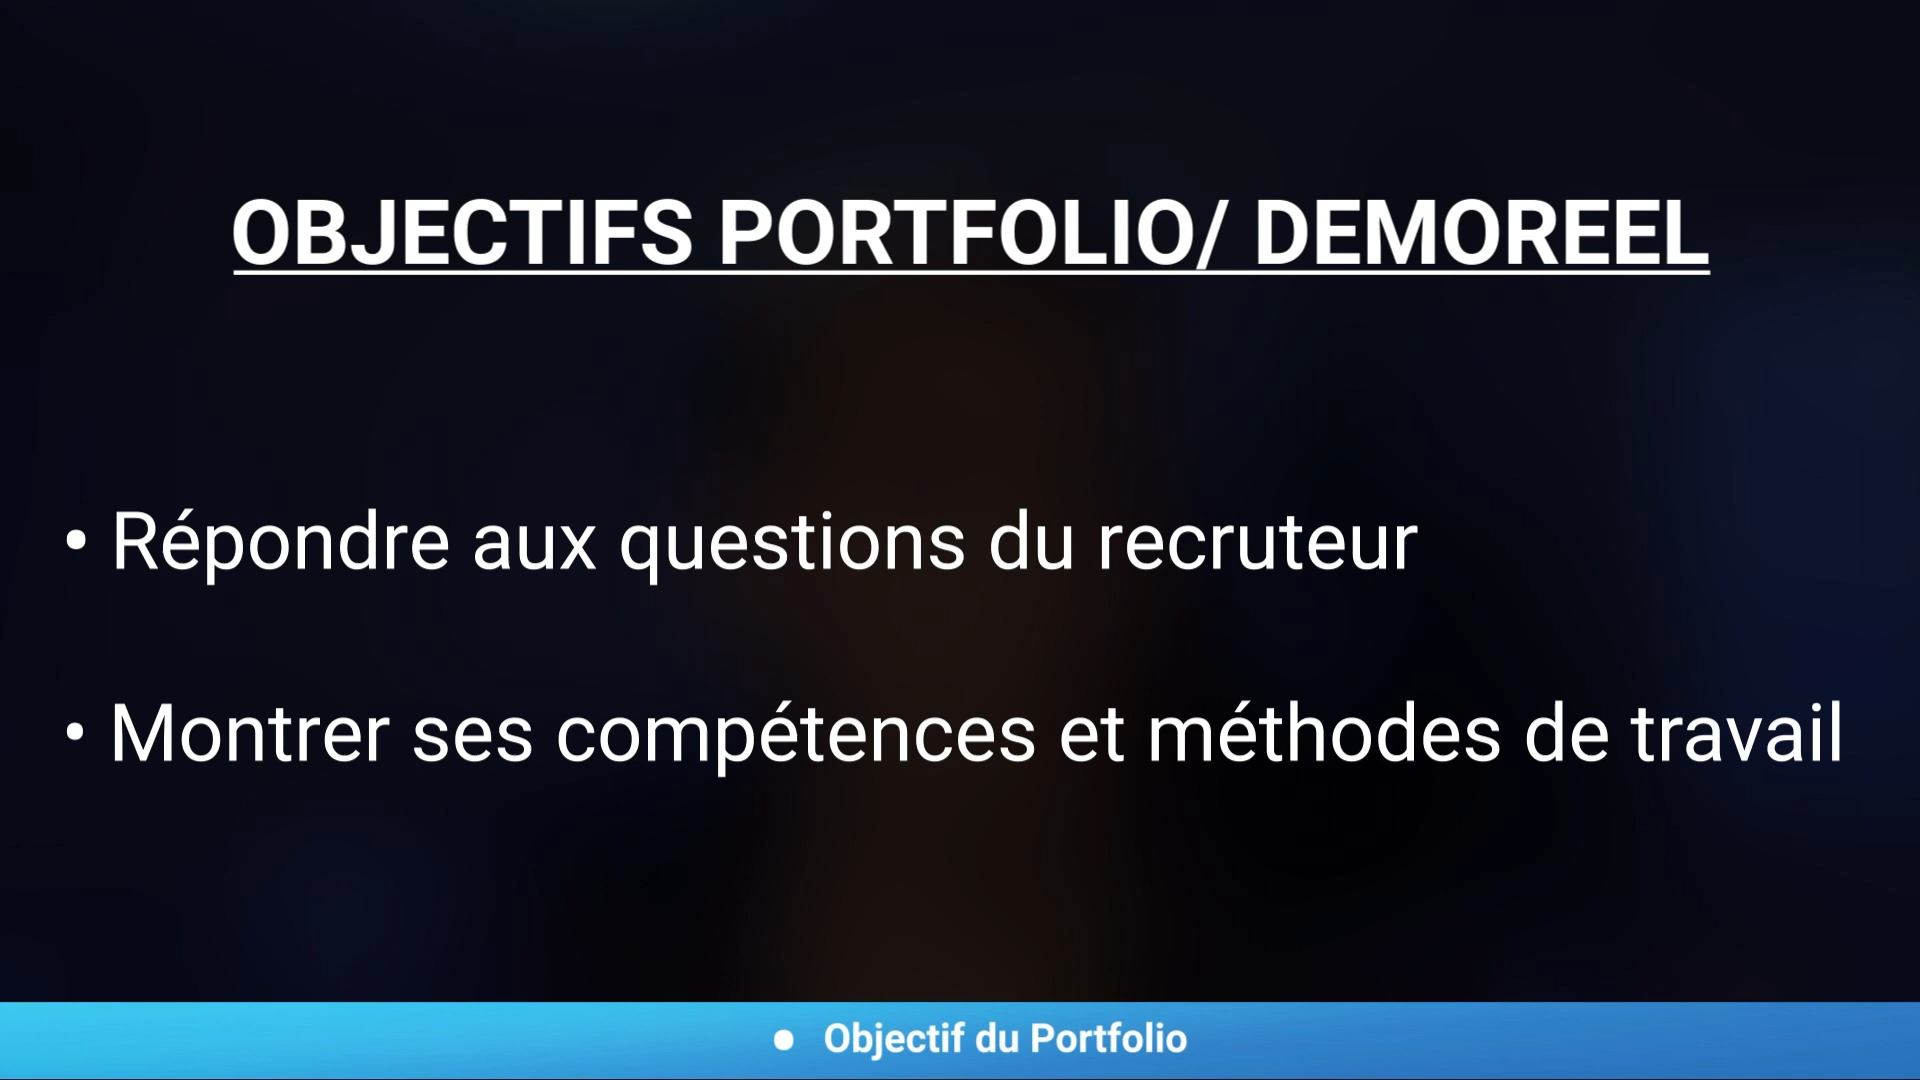 OBJECTIFS PORTFOLIO/ DEMOREEL
• Répondre aux questions du recruteur
• Montrer ses compétences et méthodes de travail
• Objectif du Portfolio